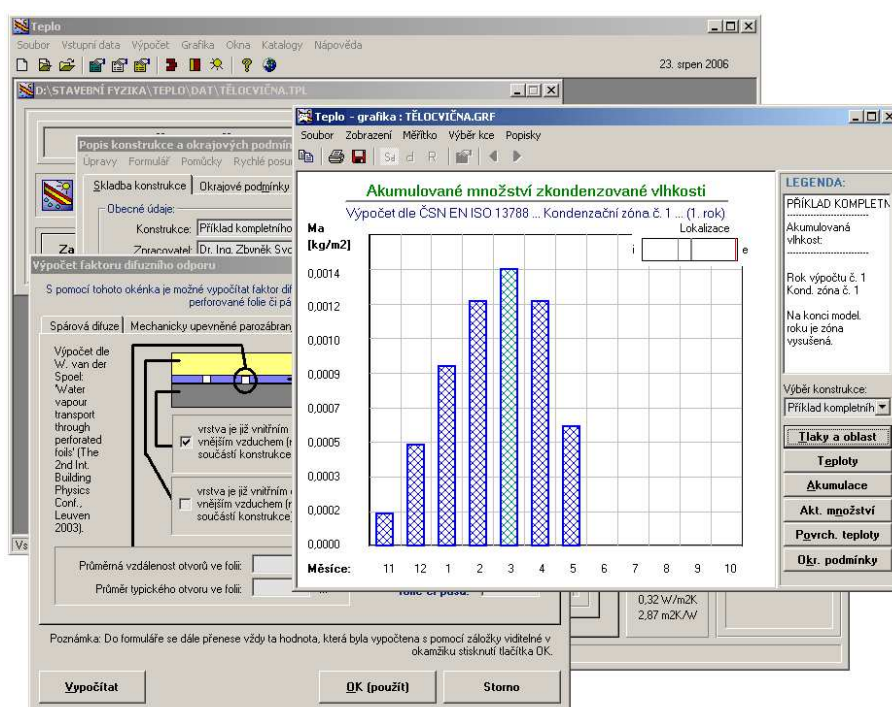 Teplo
Soubor Vstupní data Výpočet Grafika Okna Katalogy Nápověda
23. srpen 2006
D:\STAVEBNÍ FYZIKA\TEPLO\DAT\TĚLOCVIČNA.TPL
Popis konstrukce a okrajových podmín
Úpravy Formulář Pomůcky Rychlé posu
Skladba konstrukce Okrajové podmínky
Obecné údaje:
Konstrukce: Příklad kompletního
Zpracovatel: Dr. Ing. Zbyněk Svo
Za
Výpočet faktoru difuzního odporu
S pomocí tohoto okénka je možné vypočítat faktor dif
perforované folie či pá
Spárová difuze Mechanicky upevněné parozábran
Výpočet dle
W. van der
Spoel:
'Water
vapour
transport
through
perforated
foils' (The
2nd Int.
Building
Physics
Conf.,
Leuven
2003).
vrstva je již vnitřním
vnějším vzduchem (n
součástí konstrukce
vrstva je již vnitřním
vnějším vzduchem (n
součástí konstrukce)
Průměrná vzdálenost otvorů ve folii:
Průměr typického otvoru ve folii:
folie či pásu:
Poznámka: Do formuláře se dále přenese vždy ta hodnota, která byla vypočtena s pomocí záložky viditelné v
okamžiku stisknutí tlačítka OK.
Vypočítat OK (použít) Storno
Vs
0,32 W/m2K
2,87 m2K/W
Teplo - grafika : TĚLOCVIČNA.GRF
Soubor Zobrazení Měřítko Výběr kce Popisky
Sd d R
Akumulované množství zkondenzované vlhkosti
Výpočet dle ČSN EN ISO 13788 ... Kondenzační zóna č. 1 ... (1. rok)
Ma
[kg/m2]
Lokalizace
i e
0,0014
0,0014
0,0010
0,0009
0,0007
0,0005
0,0003
0,0002
0,0000
Měsíce: 11 12 1 2 3 4 5 6 7 8 9 10
LEGENDA:
PŘÍKLAD KOMPLETN
Akumulovaná
vlhkost:
Rok výpočtu č. 1
Kond. zóna č. 1
Na konci model.
roku je zóna
vysušená.
Výběr konstrukce:
Příklad kompletníh
Tlaky a oblast
Teploty
Akumulace
Akt. množství
Povrch. teploty
Okr. podmínky